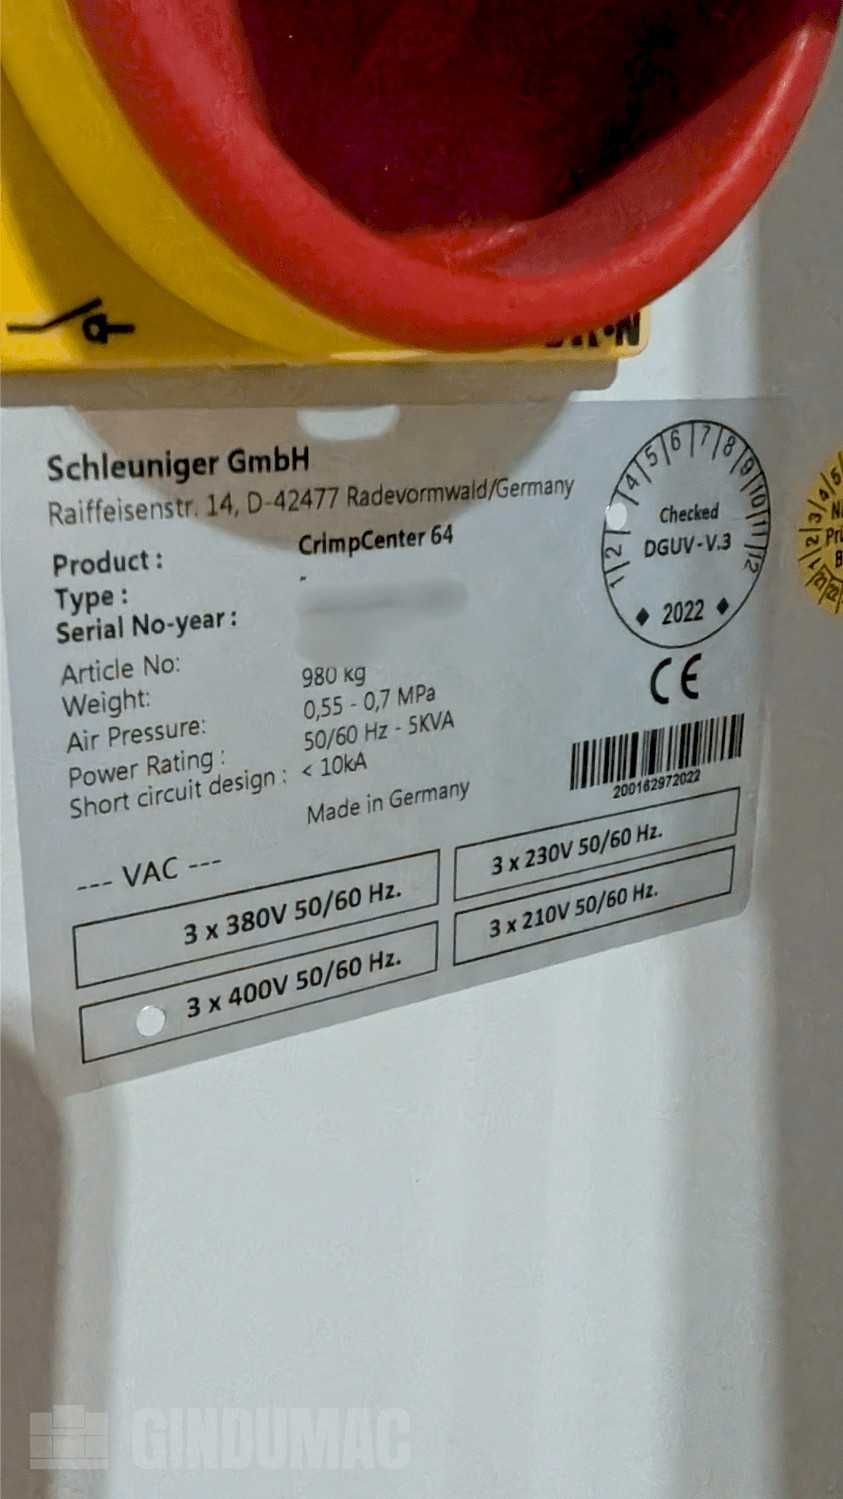 Schleuniger GmbH
Raiffeisenstr. 14, D-42477 Radevormwald/Germany
Product : CrimpCenter 64
Type : -
Serial No-year :
Article No:
Weight: 980 kg
Air Pressure: 0,55 - 0,7 MPa
Power Rating : 50/60 Hz - 5KVA
Short circuit design : < 10kA
Made in Germany
1 2 4 5 6 7 8 9 10 11 12
Checked
DGUV-V.3
2022
CE
200162972022
--- VAC ---
3 x 380V 50/60 Hz.
3 x 230V 50/60 Hz.
3 x 400V 50/60 Hz.
3 x 210V 50/60 Hz.
1 2 3 4 5
GINDUMAC